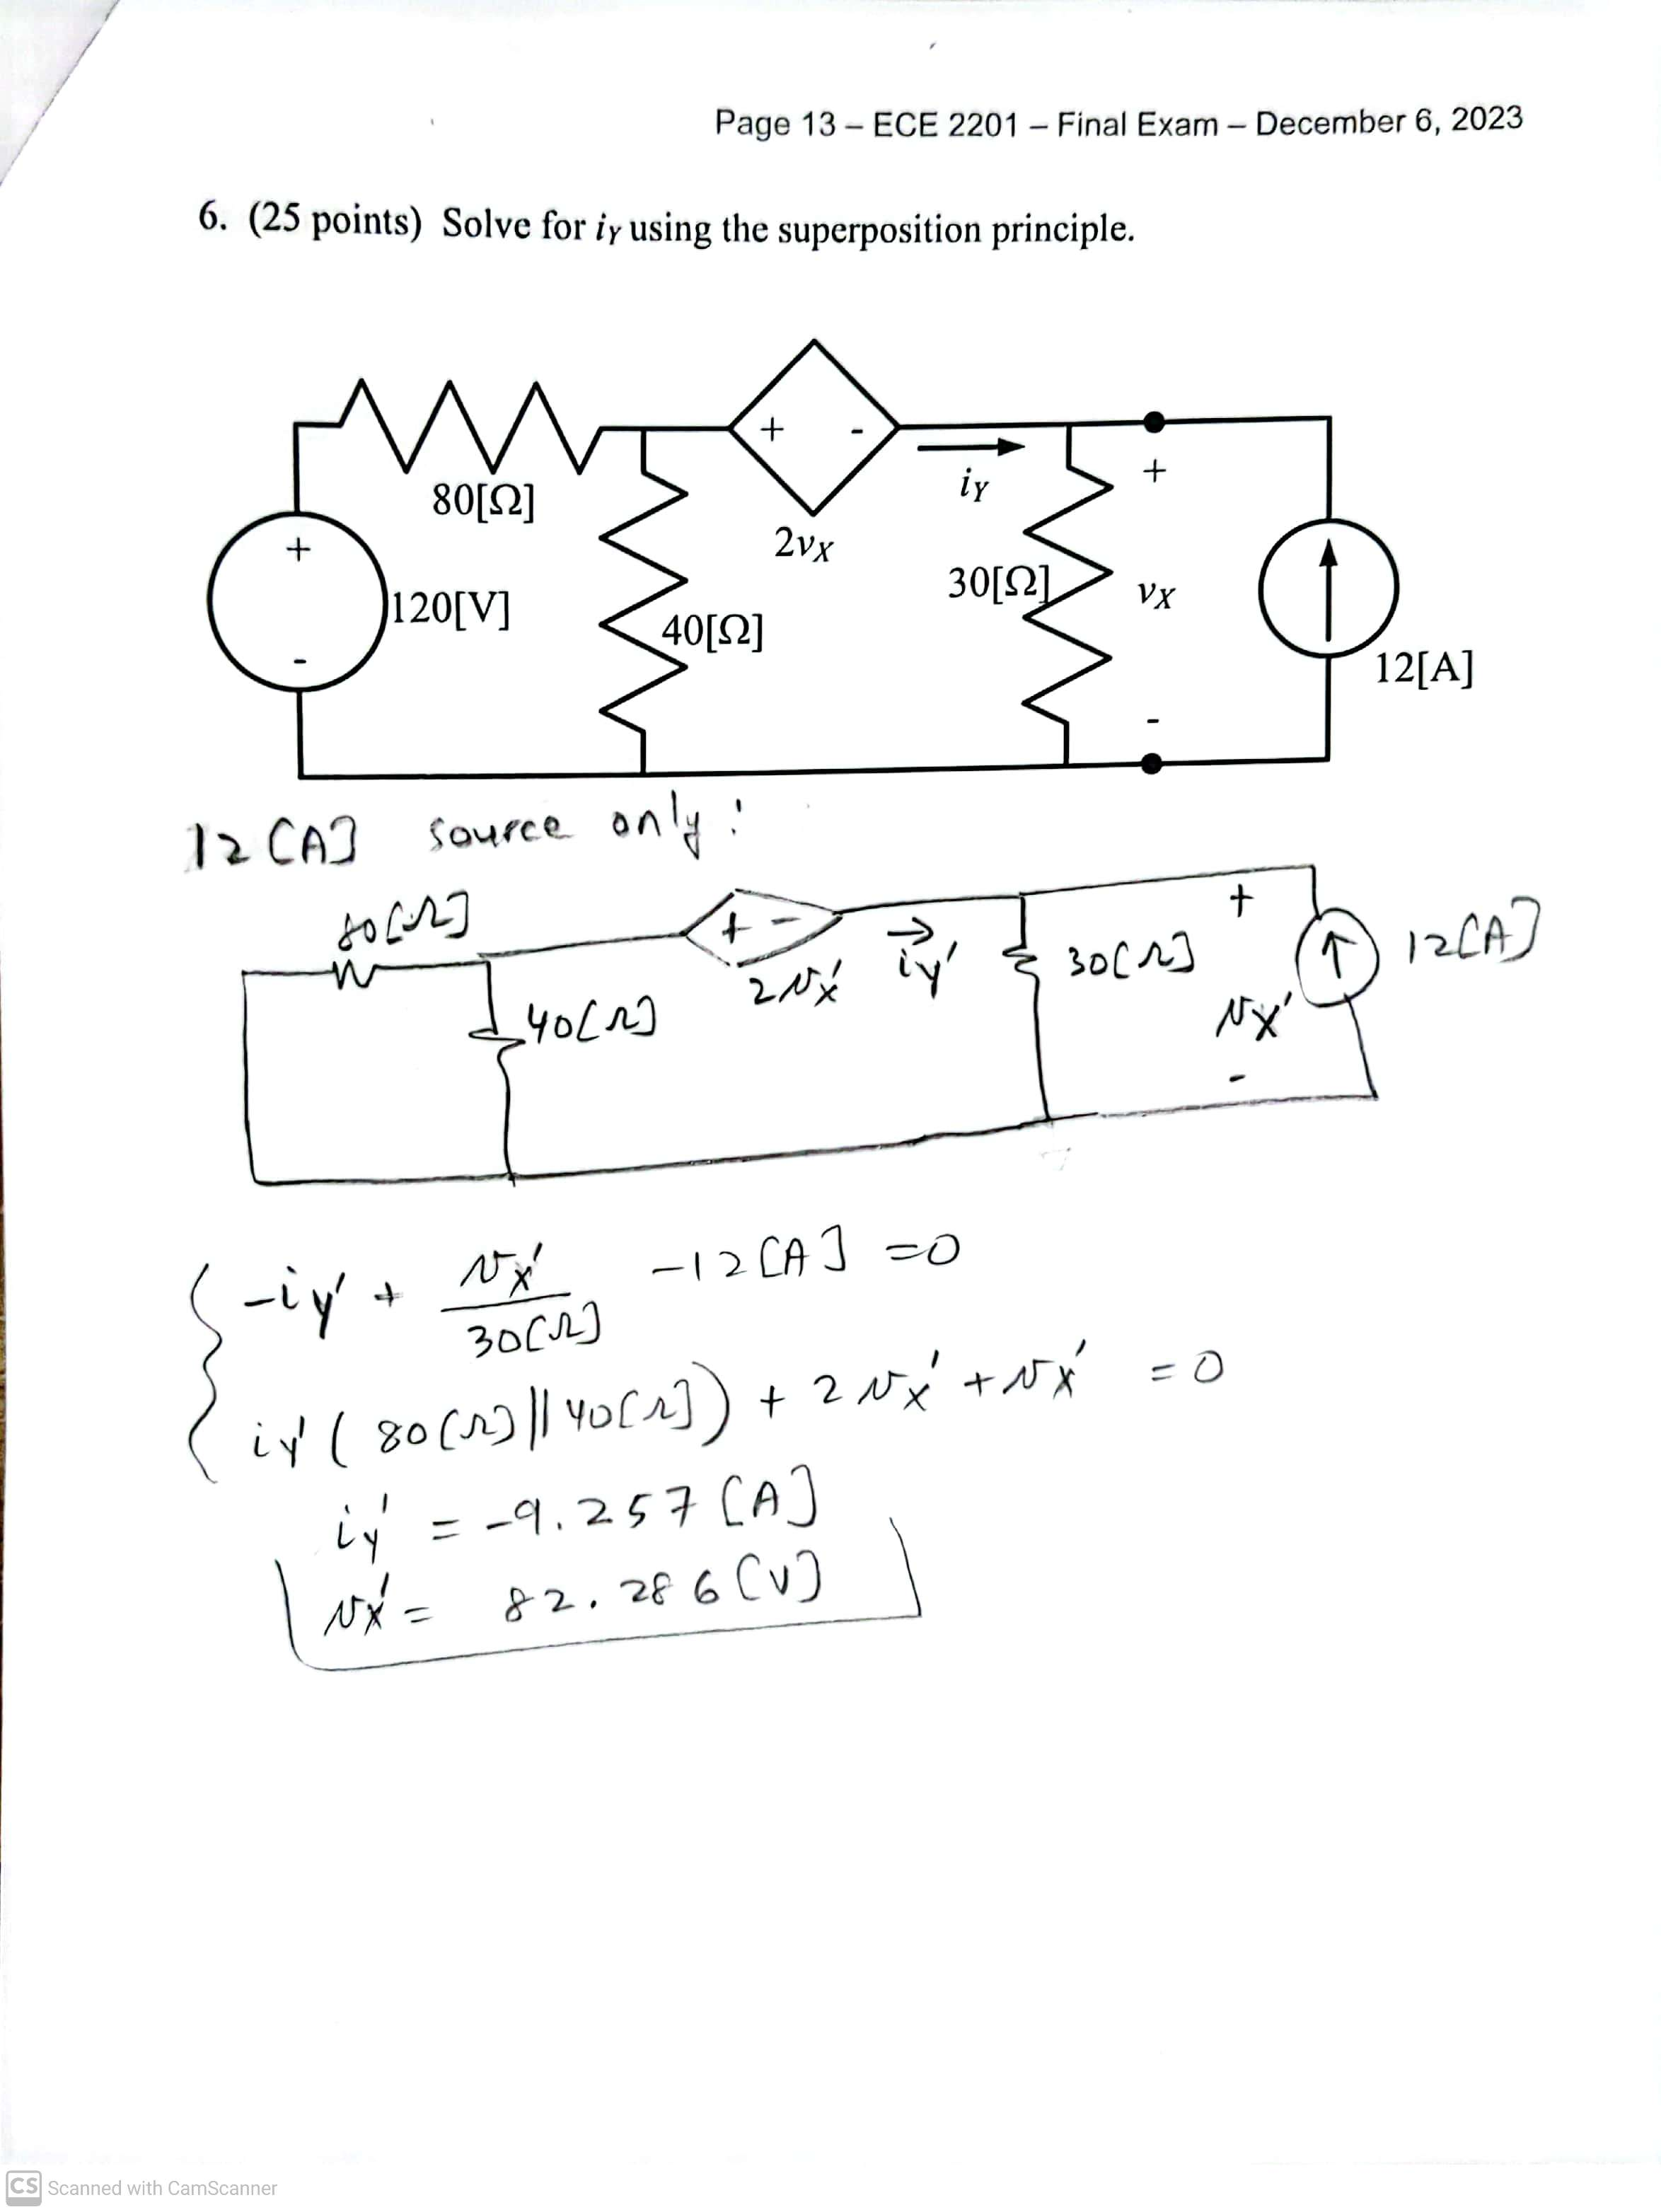 Page 13 – ECE 2201 – Final Exam – December 6, 2023
6. (25 points) Solve for iY using the superposition principle.
+ -
80[Ω]
iY
+
2vX
+
120[V]
40[Ω]
30[Ω]
vX
-
12[A]
-
12[A] source only:
80[Ω]
+ -
2vx'
iy'
40[Ω]
30[Ω]
+
vx'
-
12[A]
-iy' + vx'/30[Ω] -12[A] =0
iy' ( 80[Ω] || 40[Ω]) + 2vx' + vx' = 0
iy' = -9.257 [A]
vx' = 82.286[V]
CS Scanned with CamScanner